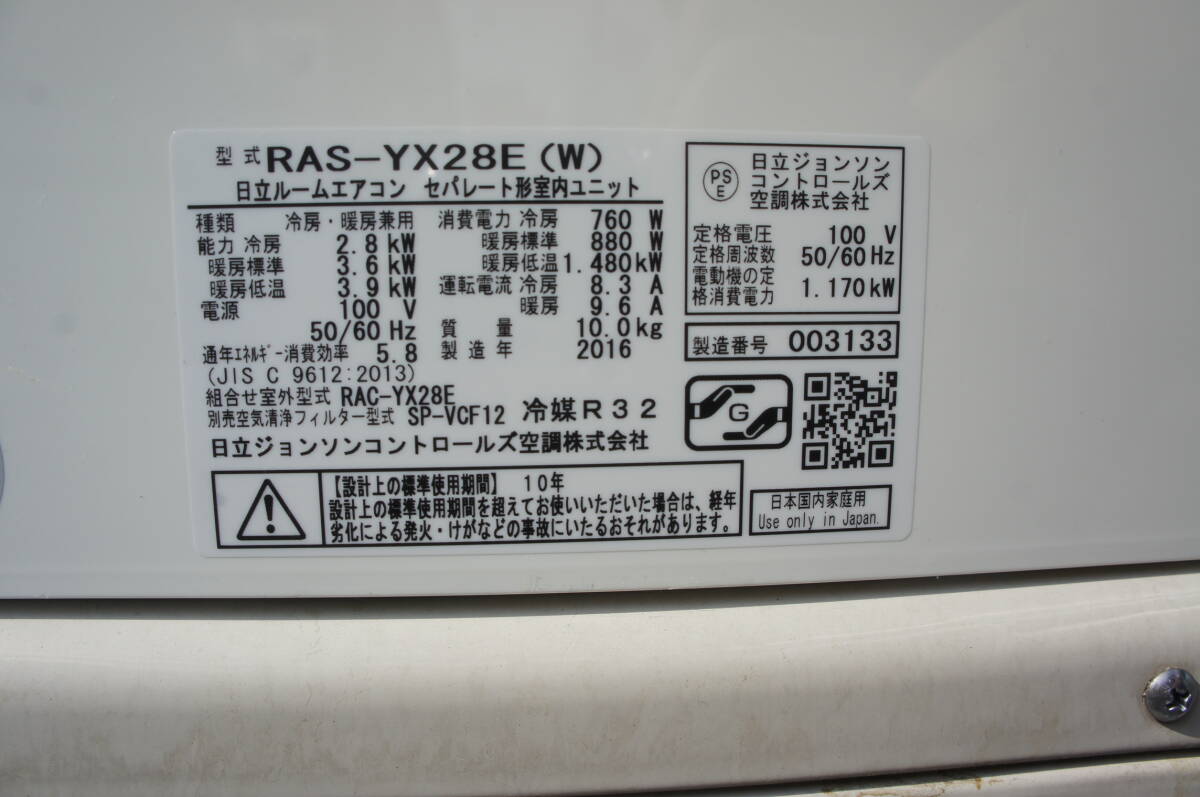 型式 RAS-YX28E(W)
日立ルームエアコン セパレート形室内ユニット
種類 冷房・暖房兼用
能力 冷房 2.8 kW
暖房標準 3.6 kW
暖房低温 3.9 kW
電源 100 V
50/60 Hz
通年エネルギー消費効率 5.8
(JIS C 9612:2013)
消費電力 冷房 760 W
暖房標準 880 W
暖房低温 1.480kW
運転電流 冷房 8.3 A
暖房 9.6 A
質量 10.0kg
製造年 2016
組合せ室外型式 RAC-YX28E
別売空気清浄フィルター型式 SP-VCF12 冷媒R32
日立ジョンソンコントロールズ空調株式会社
PS
E
日立ジョンソン
コントロールズ
空調株式会社
定格電圧 100 V
定格周波数 50/60Hz
電動機の定
格消費電力 1.170kW
製造番号 003133
G
【設計上の標準使用期間】 10年
設計上の標準使用期間を超えてお使いいただいた場合は、経年
劣化による発火・けがなどの事故にいたるおそれがあります。
日本国内家庭用
Use only in Japan.